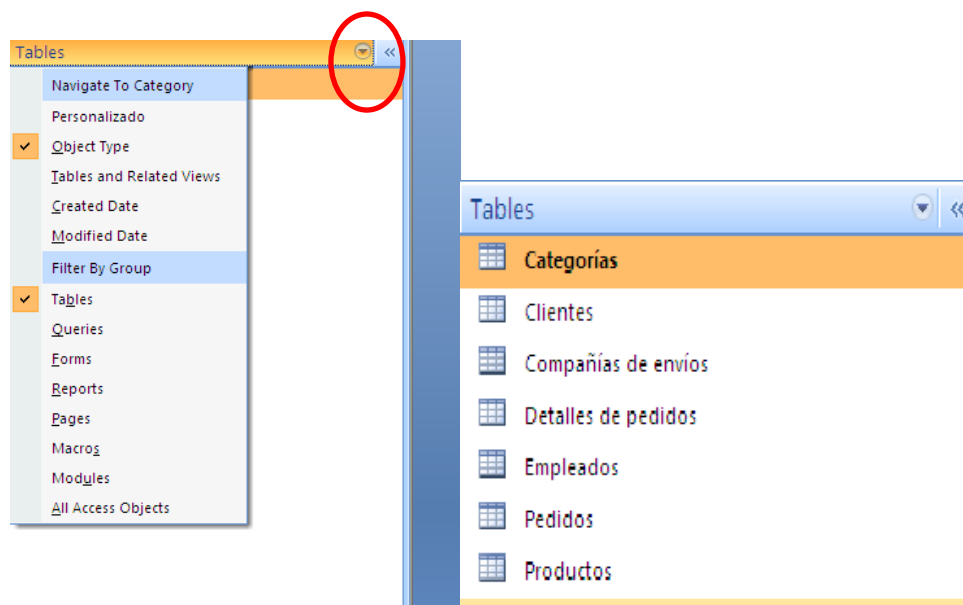 Tables
Navigate To Category
Personalizado
Object Type
Tables and Related Views
Created Date
Modified Date
Filter By Group
Tables
Queries
Forms
Reports
Pages
Macros
Modules
All Access Objects
Tables
Categorías
Clientes
Compañías de envíos
Detalles de pedidos
Empleados
Pedidos
Productos